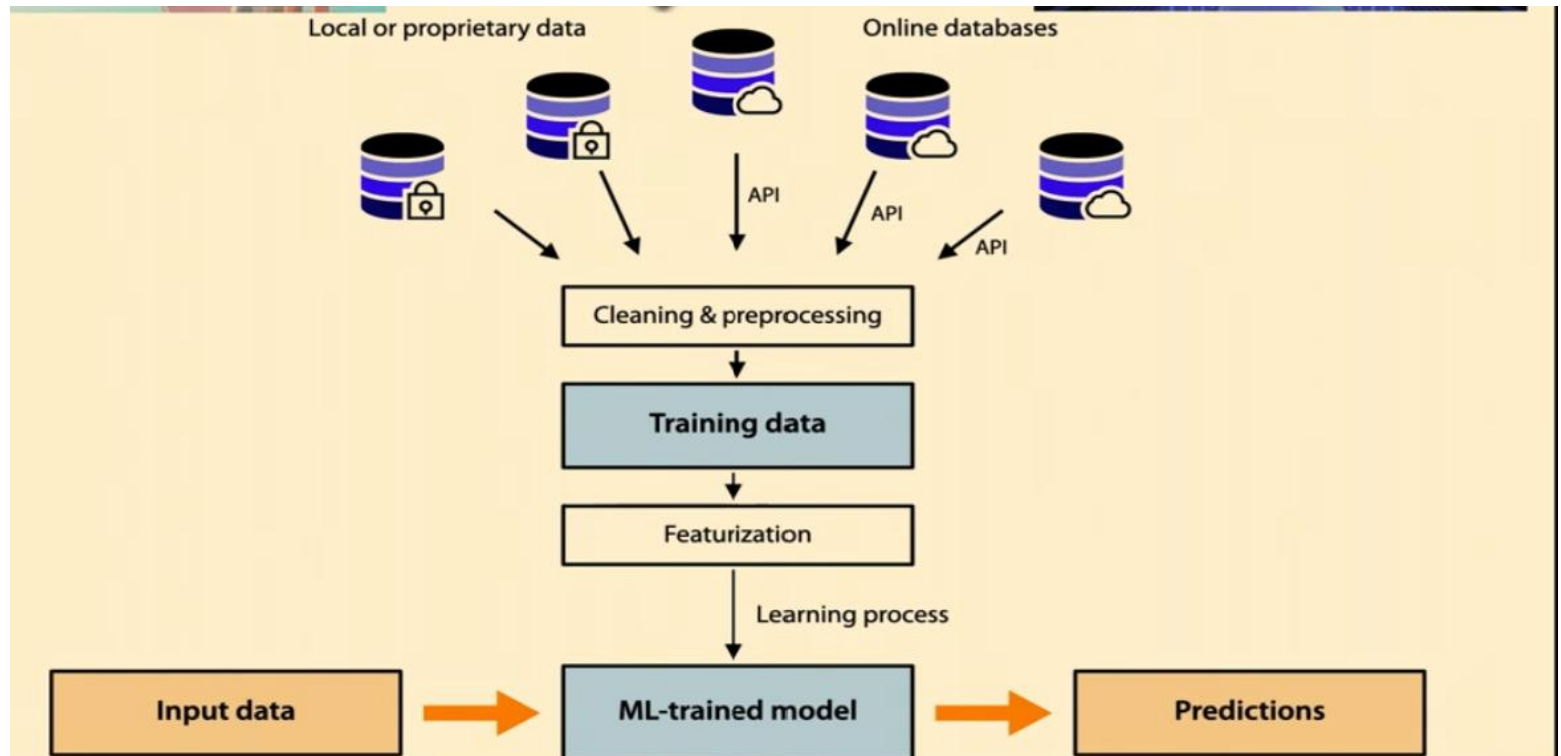 Local or proprietary data
Online databases
API
API
API
Cleaning & preprocessing
Training data
Featurization
Learning process
Input data
ML-trained model
Predictions